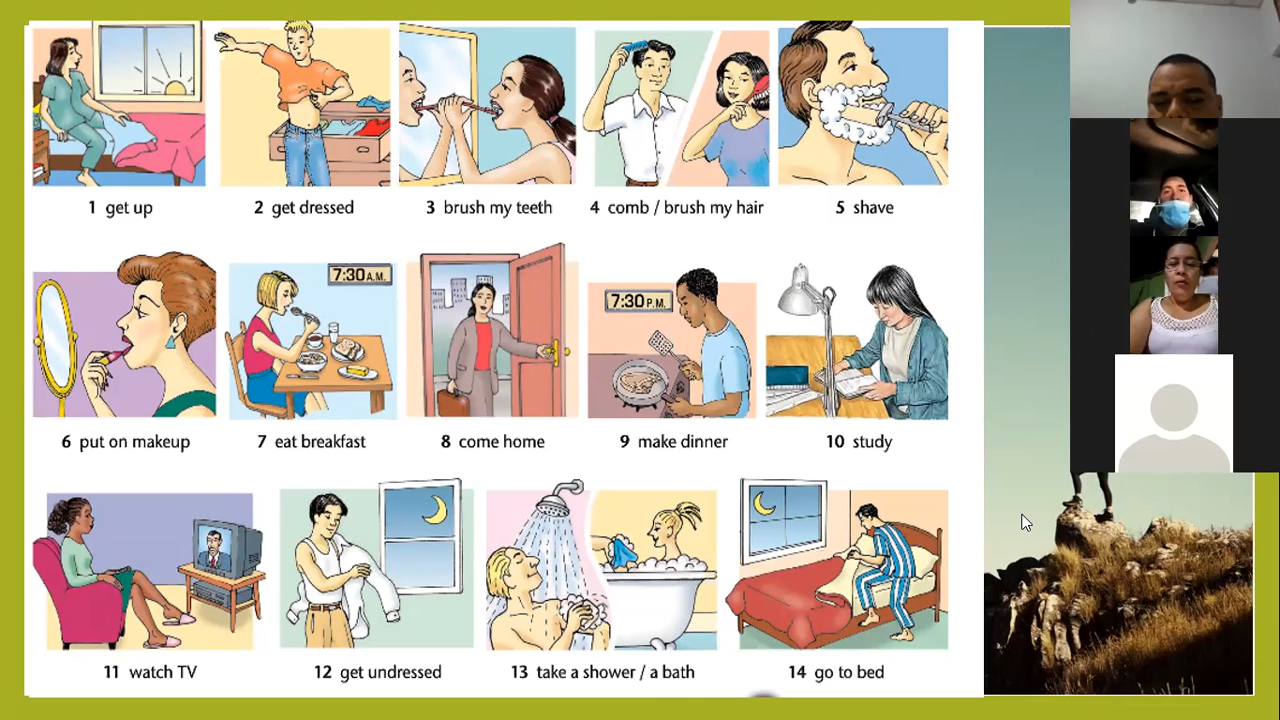 1 get up
2 get dressed
3 brush my teeth
4 comb / brush my hair
5 shave
7:30 A.M.
7:30 P.M.
6 put on makeup
7 eat breakfast
8 come home
9 make dinner
10 study
11 watch TV
12 get undressed
13 take a shower / a bath
14 go to bed